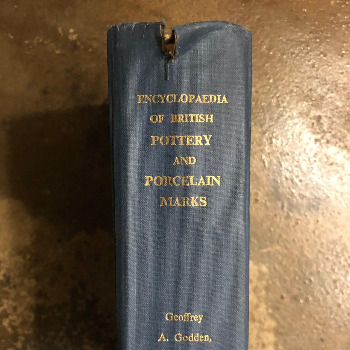 ENCYCLOPAEDIA
OF BRITISH
POTTERY
AND
PORCELAIN
MARKS
Geoffrey
A. Godden,